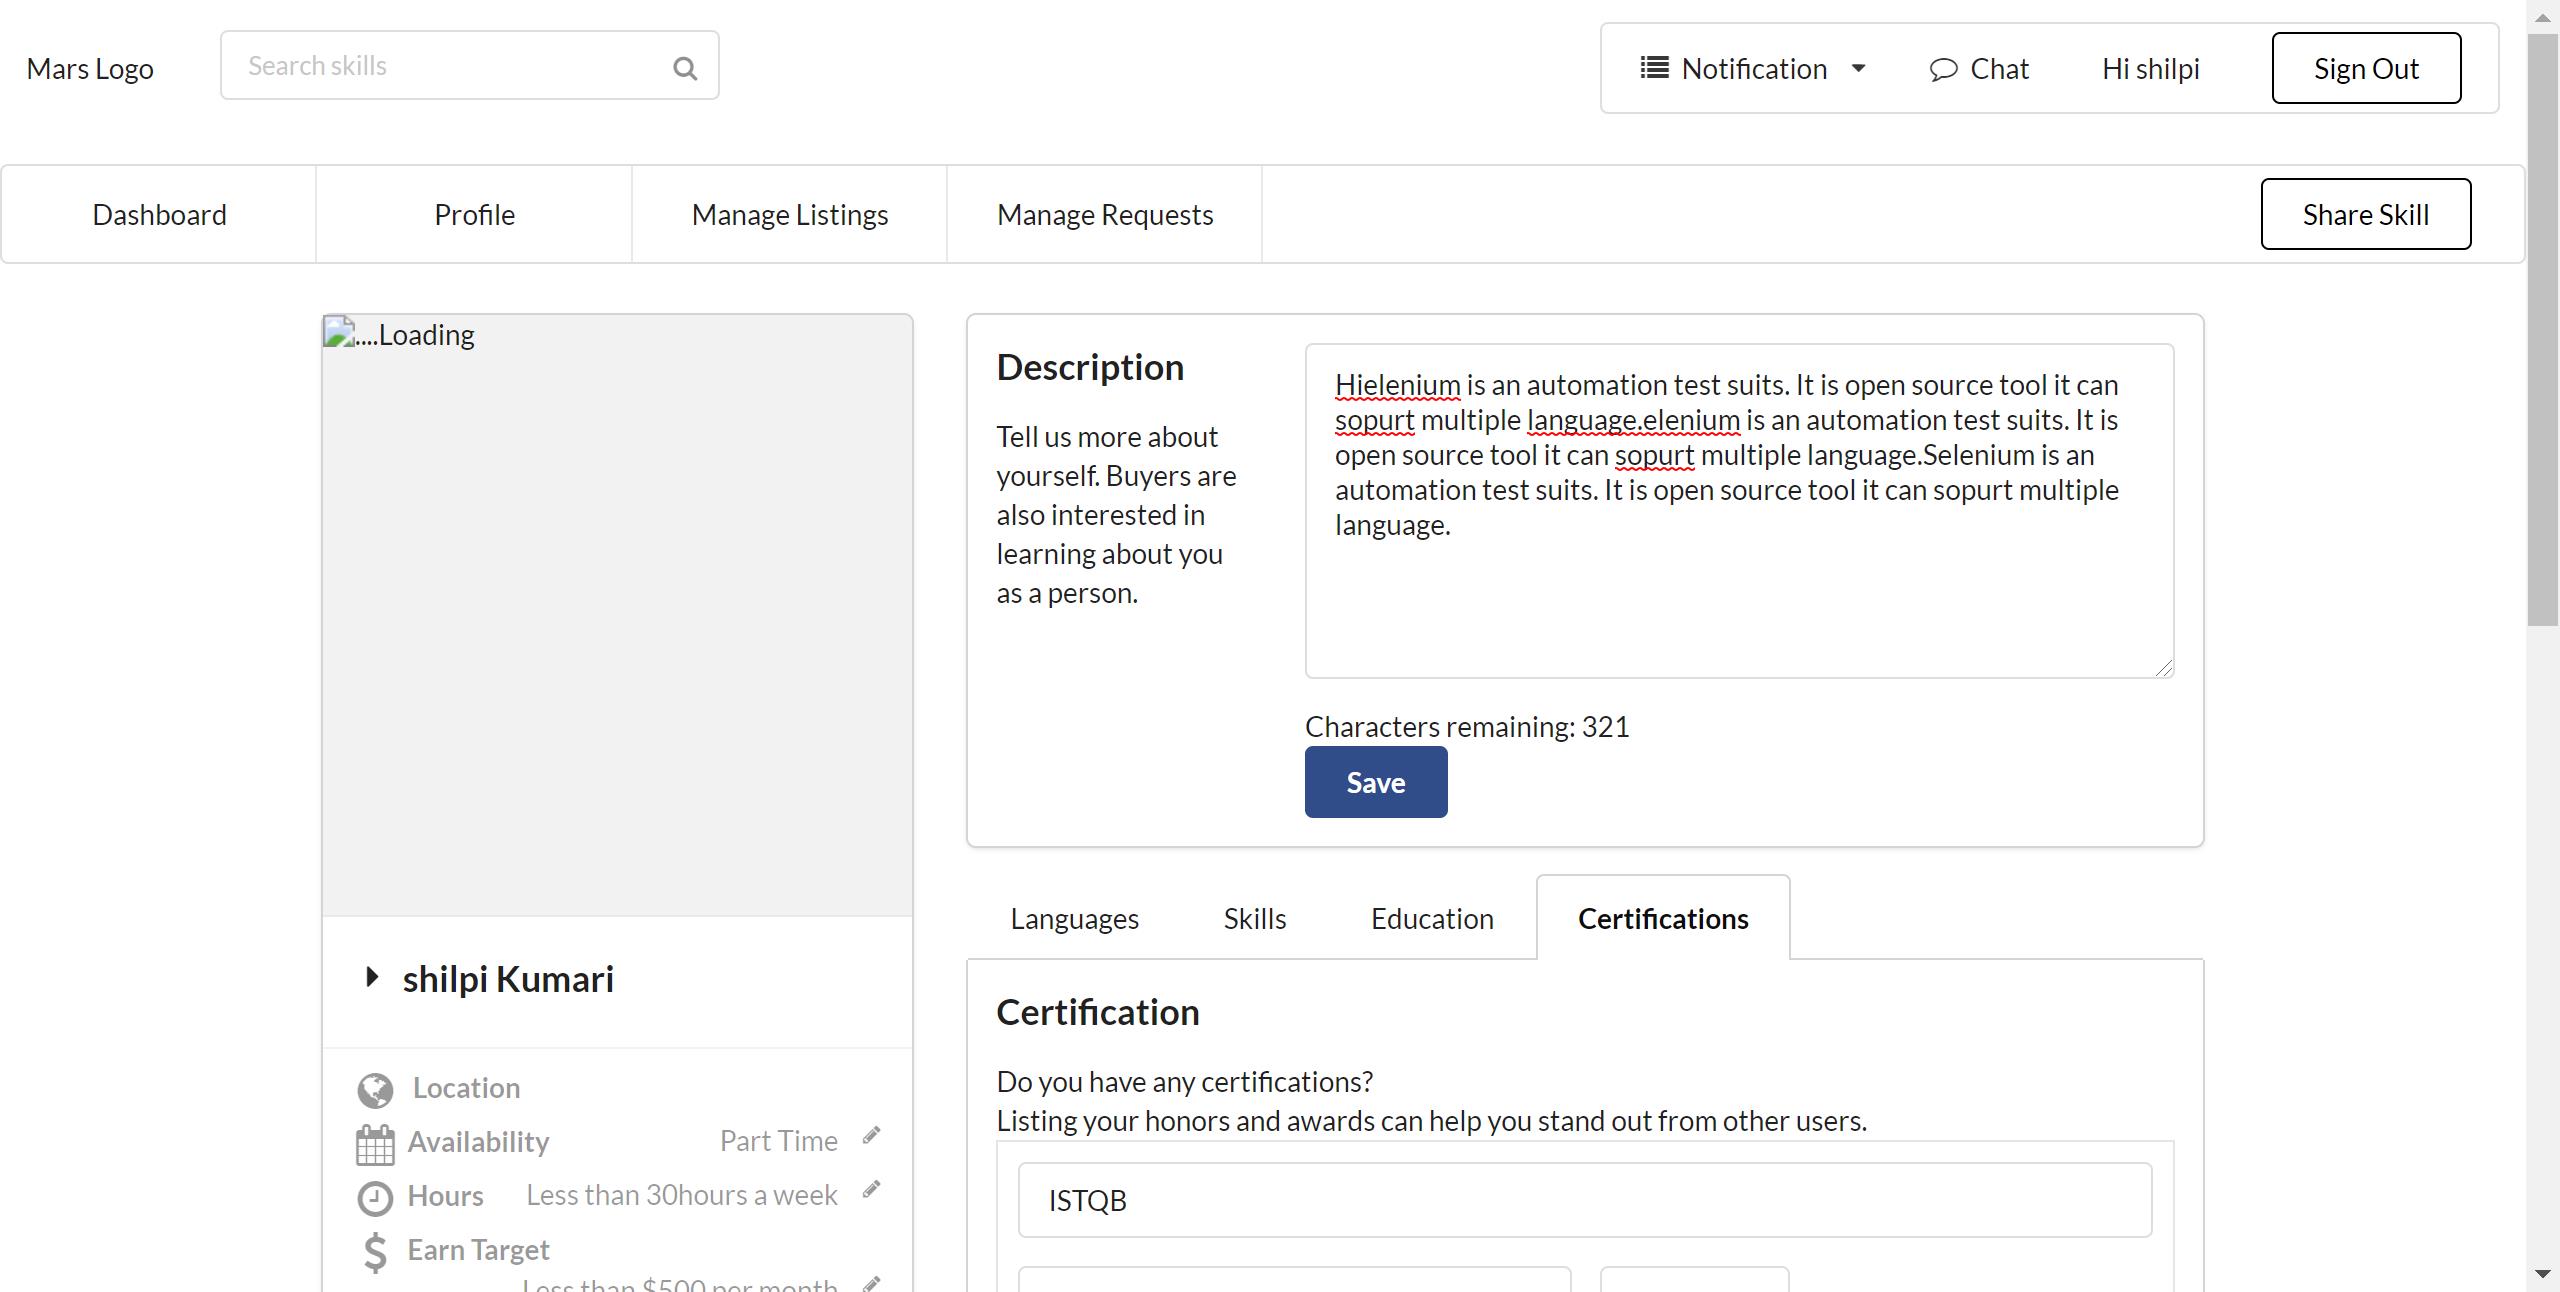 Mars Logo
Search skills
Notification
Chat
Hi shilpi
Sign Out
Dashboard
Profile
Manage Listings
Manage Requests
Share Skill
....Loading
shilpi Kumari
Location
Availability
Part Time
Hours
Less than 30hours a week
Earn Target
Less than $500 per month
Description
Tell us more about
yourself. Buyers are
also interested in
learning about you
as a person.
Hielenium is an automation test suits. It is open source tool it can
sopurt multiple language.elenium is an automation test suits. It is
open source tool it can sopurt multiple language.Selenium is an
automation test suits. It is open source tool it can sopurt multiple
language.
Characters remaining: 321
Save
Languages
Skills
Education
Certifications
Certification
Do you have any certifications?
Listing your honors and awards can help you stand out from other users.
ISTQB